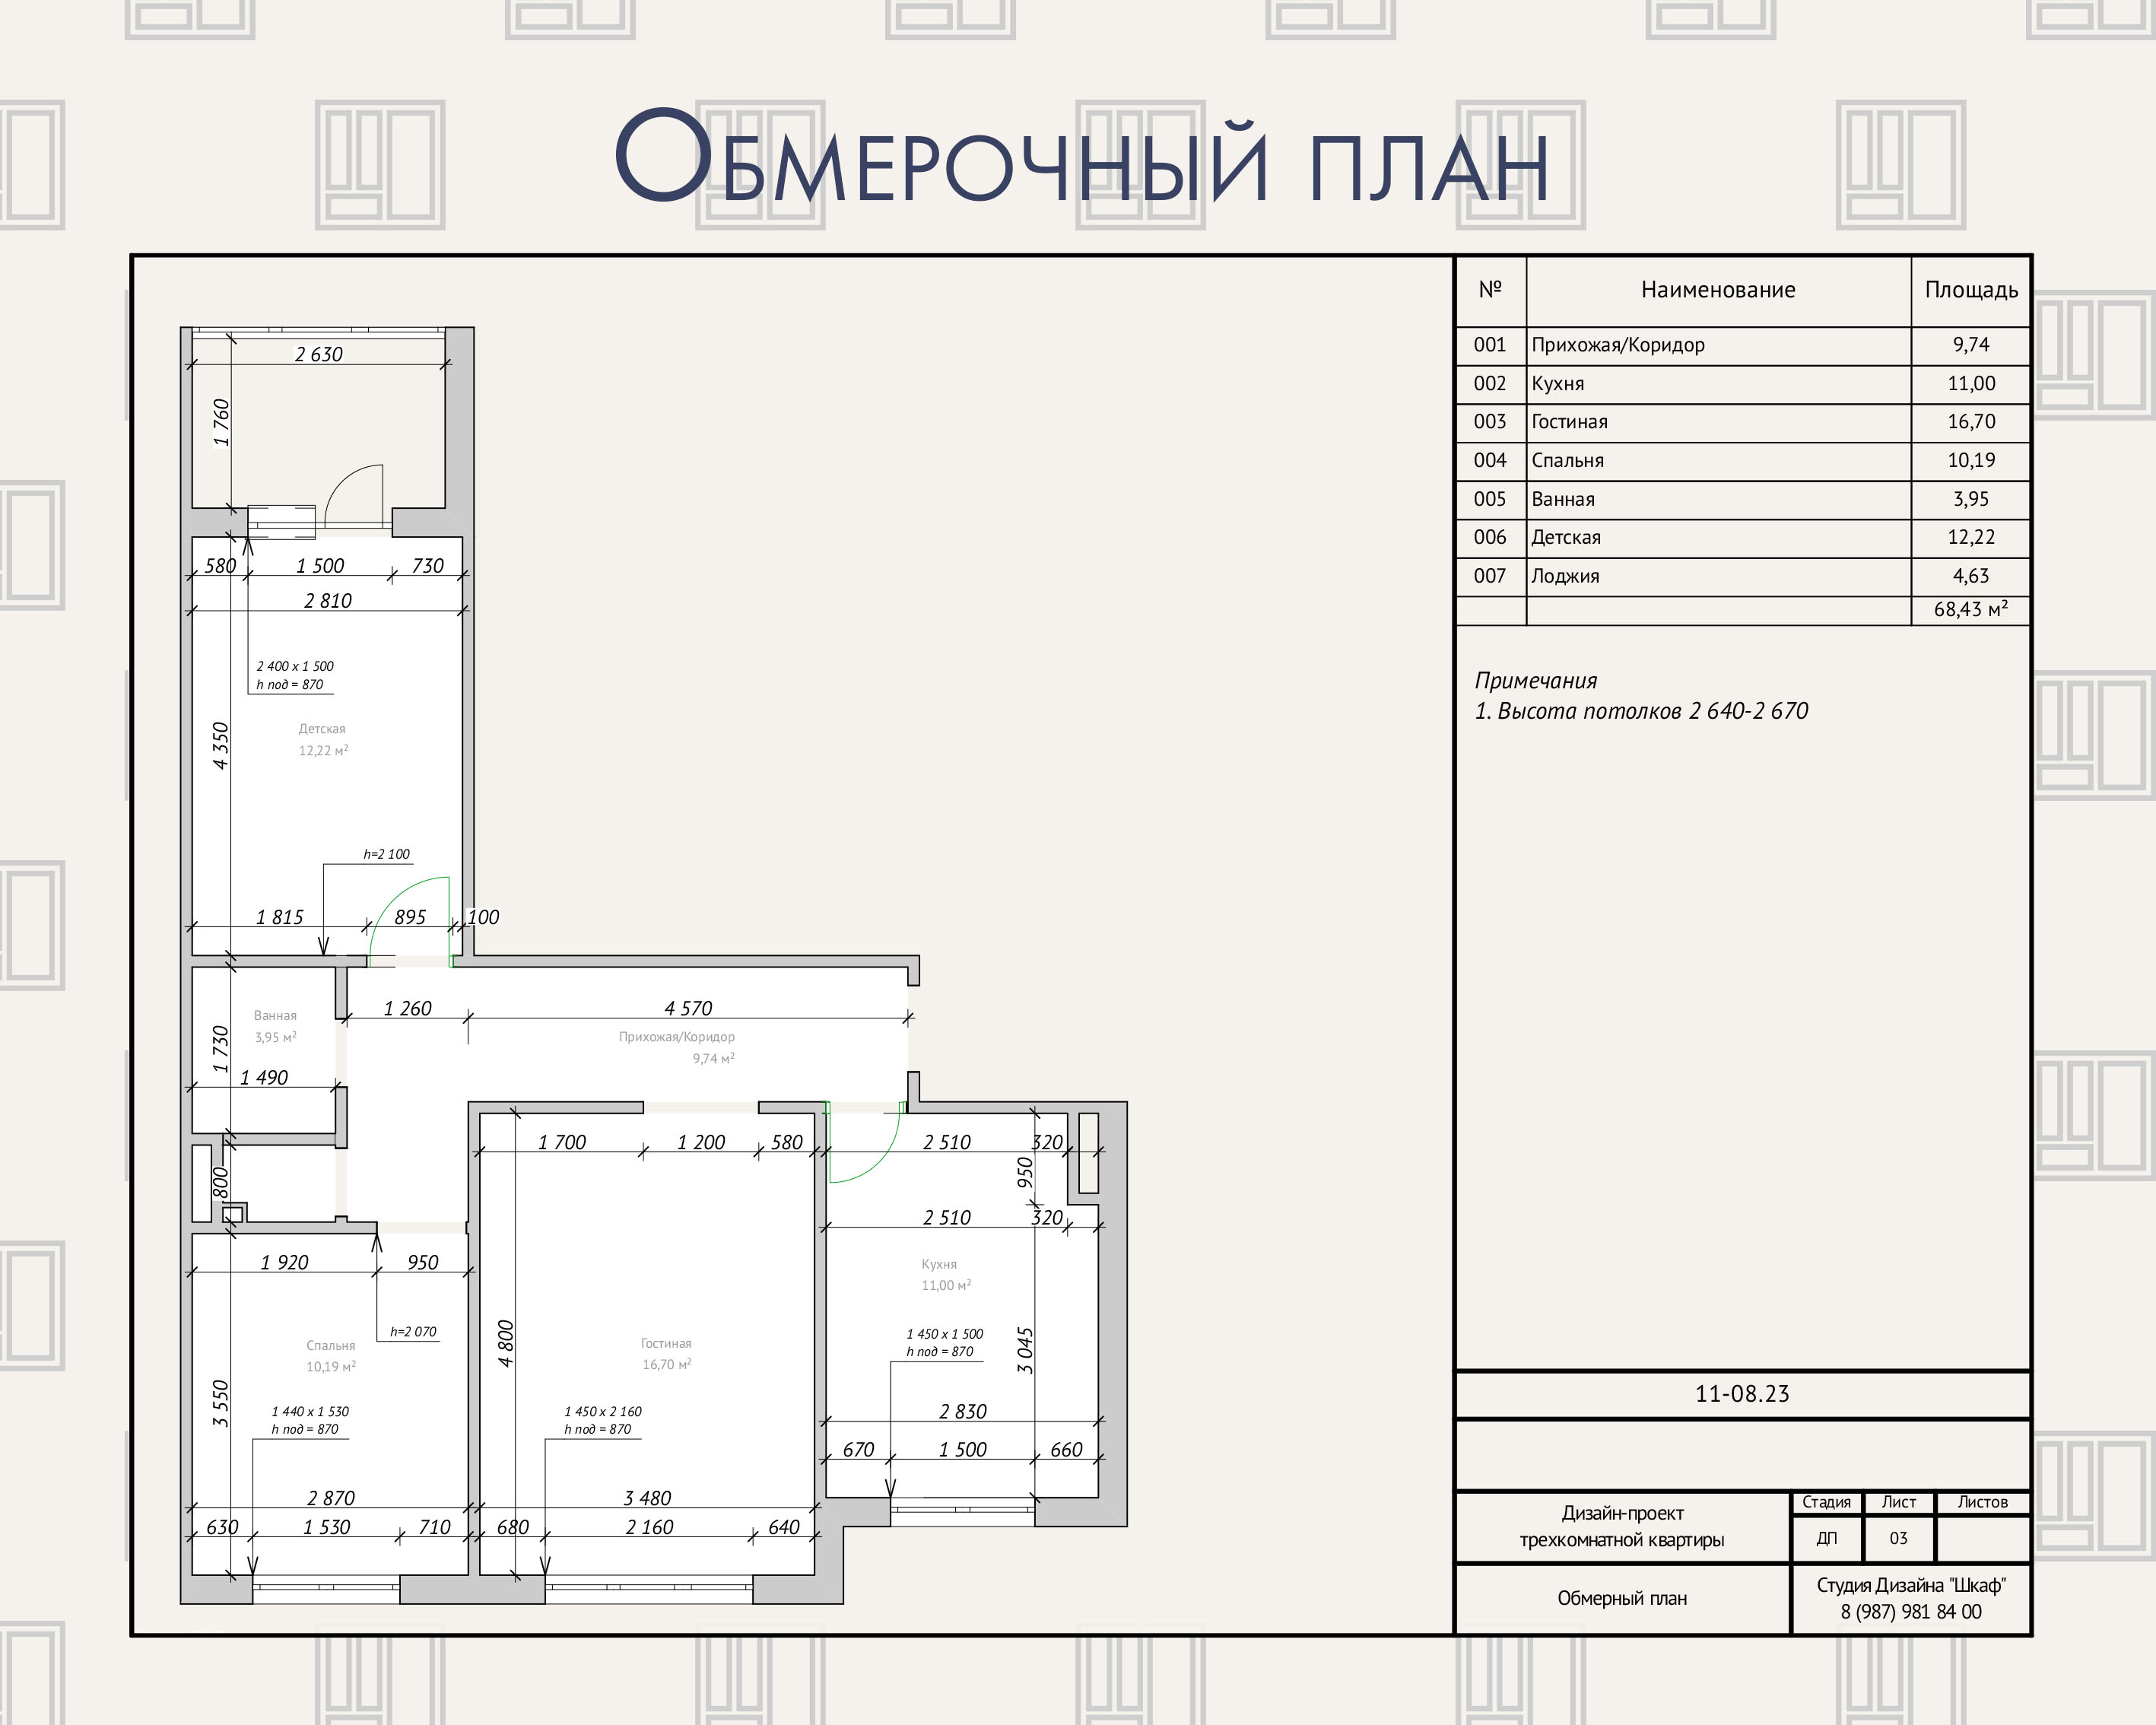 Обмерочный план
№ Наименование Площадь
001 Прихожая/Коридор 9,74
002 Кухня 11,00
003 Гостиная 16,70
004 Спальня 10,19
005 Ванная 3,95
006 Детская 12,22
007 Лоджия 4,63
68,43 м²
Примечания
1. Высота потолков 2 640-2 670
2 630
1 760
580 1 500 730
2 810
2 400 x 1 500
h под = 870
Детская
12,22 м²
4 350
h=2 100
1 815 895 100
1 260 4 570
Ванная
3,95 м²
Прихожая/Коридор
9,74 м²
1 730
1 490
800
1 700 1 200 580 2 510 320
950
2 510 320
1 920 950
Кухня
11,00 м²
h=2 070
Спальня
10,19 м²
Гостиная
16,70 м²
4 800
1 450 x 1 500
h под = 870
3 045
3 550
1 440 x 1 530
h под = 870
1 450 x 2 160
h под = 870
2 830
670 1 500 660
2 870 3 480
630 1 530 710 680 2 160 640
11-08.23
Дизайн-проект
трехкомнатной квартиры
Стадия Лист Листов
ДП 03
Обмерный план
Студия Дизайна "Шкаф"
8 (987) 981 84 00